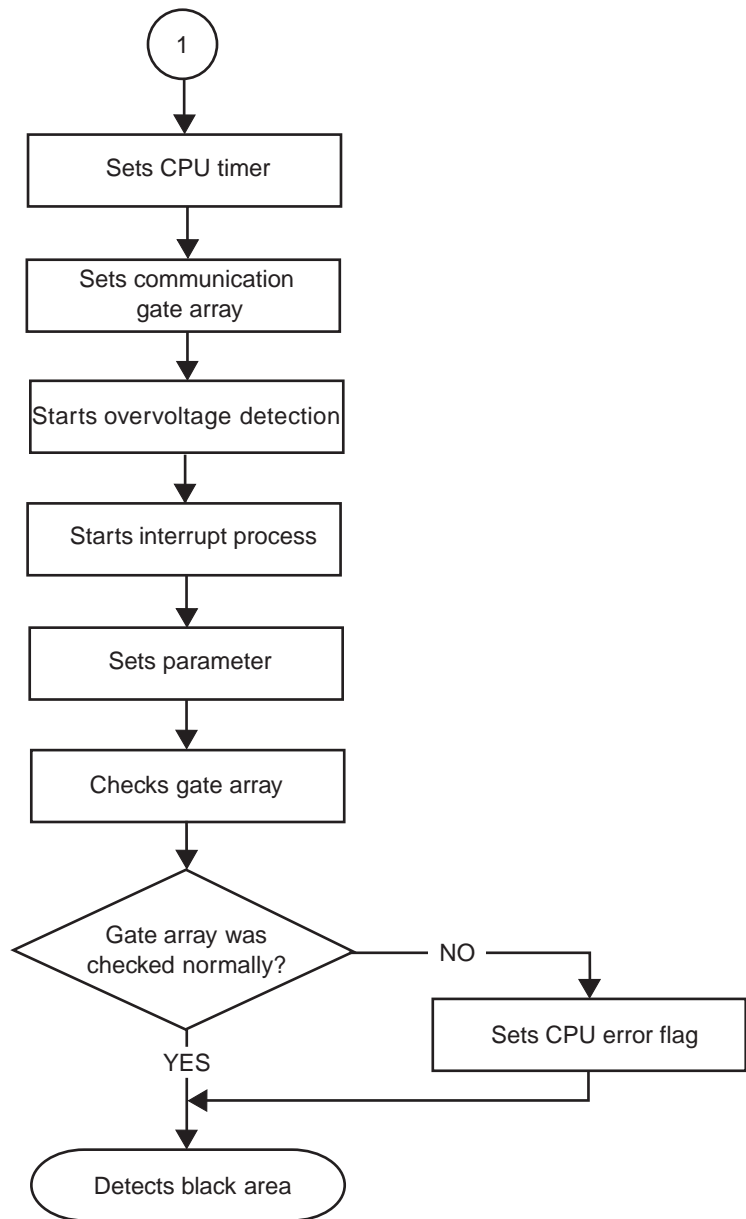 1
Sets CPU timer
Sets communication
gate array
Starts overvoltage detection
Starts interrupt process
Sets parameter
Checks gate array
Gate array was
checked normally?
NO
Sets CPU error flag
YES
Detects black area